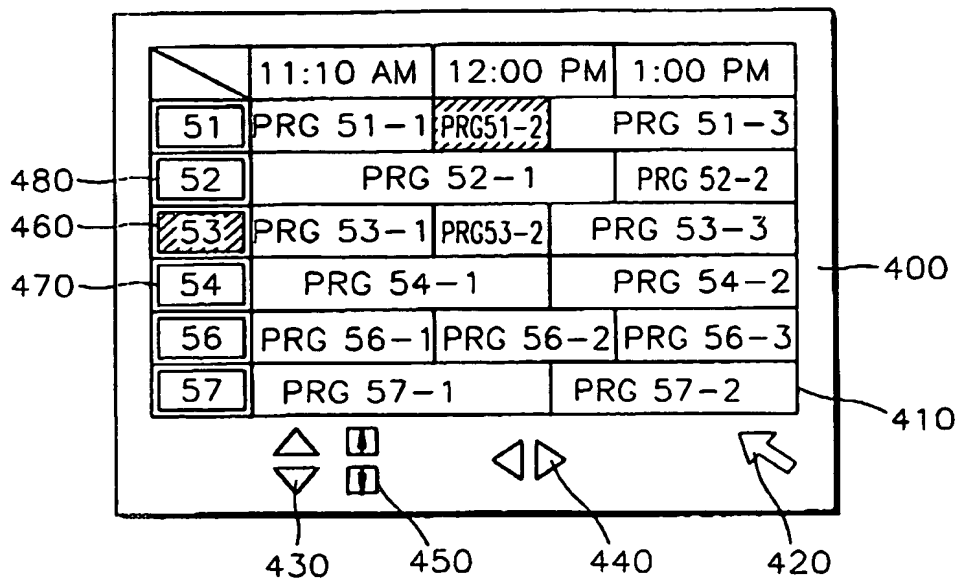 11:10 AM 12:00 PM 1:00 PM
51 PRG 51-1 PRG51-2 PRG 51-3
480 52 PRG 52-1 PRG 52-2
460 53 PRG 53-1 PRG53-2 PRG 53-3
470 54 PRG 54-1 PRG 54-2 400
56 PRG 56-1 PRG 56-2 PRG 56-3
57 PRG 57-1 PRG 57-2
410
430 450 440 420